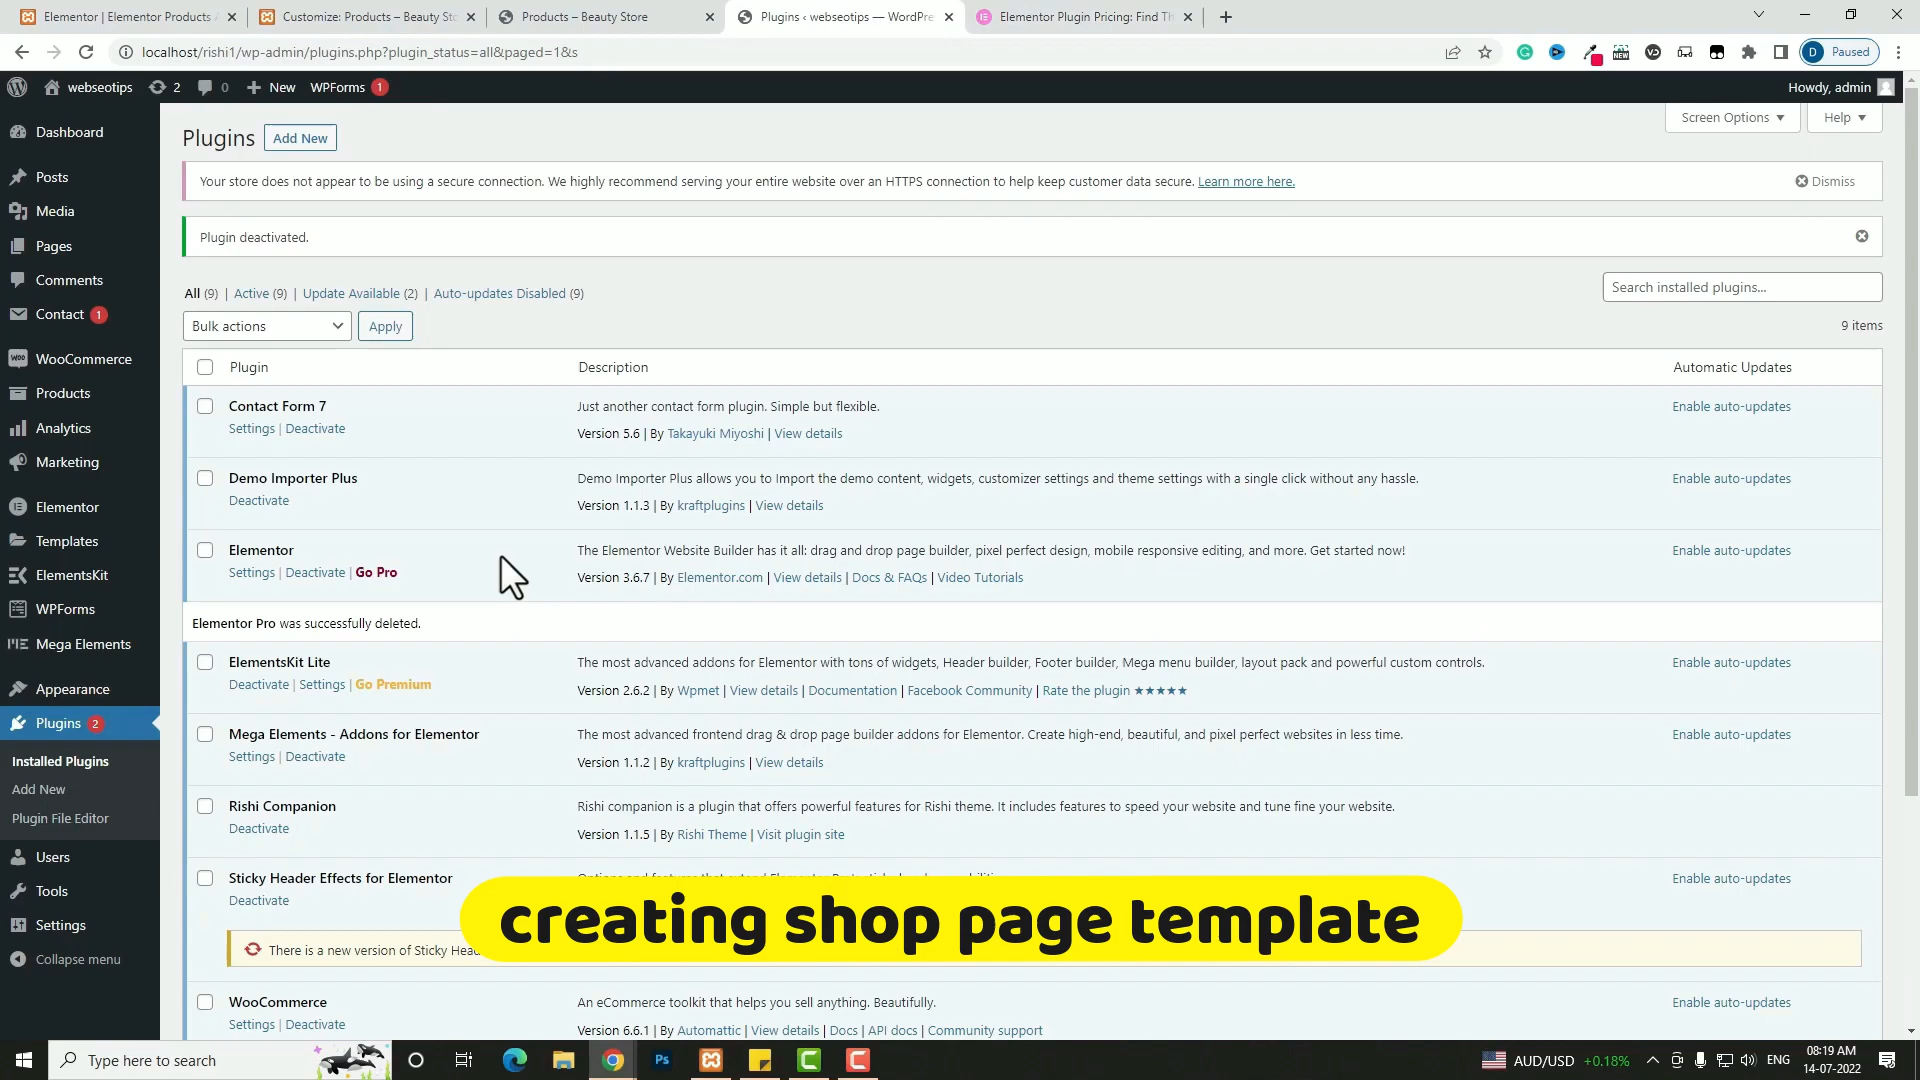 Elementor | Elementor Products A
Customize: Products – Beauty Sto
Products – Beauty Store
Plugins ‹ webseotips — WordPre
Elementor Plugin Pricing: Find Th
localhost/rishi1/wp-admin/plugins.php?plugin_status=all&paged=1&s
D Paused
webseotips 2 0 New WPForms 1
Howdy, admin
Dashboard
Posts
Media
Pages
Comments
Contact 1
WooCommerce
Products
Analytics
Marketing
Elementor
Templates
ElementsKit
WPForms
Mega Elements
Appearance
Plugins 2
Installed Plugins
Add New
Plugin File Editor
Users
Tools
Settings
Collapse menu
Screen Options
Help
Plugins Add New
Your store does not appear to be using a secure connection. We highly recommend serving your entire website over an HTTPS connection to help keep customer data secure. Learn more here.
Dismiss
Plugin deactivated.
All (9) | Active (9) | Update Available (2) | Auto-updates Disabled (9)
Search installed plugins...
Bulk actions Apply
9 items
Plugin Description Automatic Updates
Contact Form 7 Just another contact form plugin. Simple but flexible. Enable auto-updates
Settings | Deactivate
Version 5.6 | By Takayuki Miyoshi | View details
Demo Importer Plus Demo Importer Plus allows you to Import the demo content, widgets, customizer settings and theme settings with a single click without any hassle. Enable auto-updates
Deactivate
Version 1.1.3 | By kraftplugins | View details
Elementor The Elementor Website Builder has it all: drag and drop page builder, pixel perfect design, mobile responsive editing, and more. Get started now! Enable auto-updates
Settings | Deactivate | Go Pro
Version 3.6.7 | By Elementor.com | View details | Docs & FAQs | Video Tutorials
Elementor Pro was successfully deleted.
ElementsKit Lite The most advanced addons for Elementor with tons of widgets, Header builder, Footer builder, Mega menu builder, layout pack and powerful custom controls. Enable auto-updates
Deactivate | Settings | Go Premium
Version 2.6.2 | By Wpmet | View details | Documentation | Facebook Community | Rate the plugin ★★★★★
Mega Elements - Addons for Elementor The most advanced frontend drag & drop page builder addons for Elementor. Create high-end, beautiful, and pixel perfect websites in less time. Enable auto-updates
Settings | Deactivate
Version 1.1.2 | By kraftplugins | View details
Rishi Companion Rishi companion is a plugin that offers powerful features for Rishi theme. It includes features to speed your website and tune fine your website.
Deactivate
Version 1.1.5 | By Rishi Theme | Visit plugin site
Sticky Header Effects for Elementor Enable auto-updates
Deactivate
creating shop page template
There is a new version of Sticky Head
WooCommerce An eCommerce toolkit that helps you sell anything. Beautifully. Enable auto-updates
Settings | Deactivate
Version 6.6.1 | By Automattic | View details | Docs | API docs | Community support
Type here to search
Ps
AUD/USD +0.18%
ENG
08:19 AM
14-07-2022